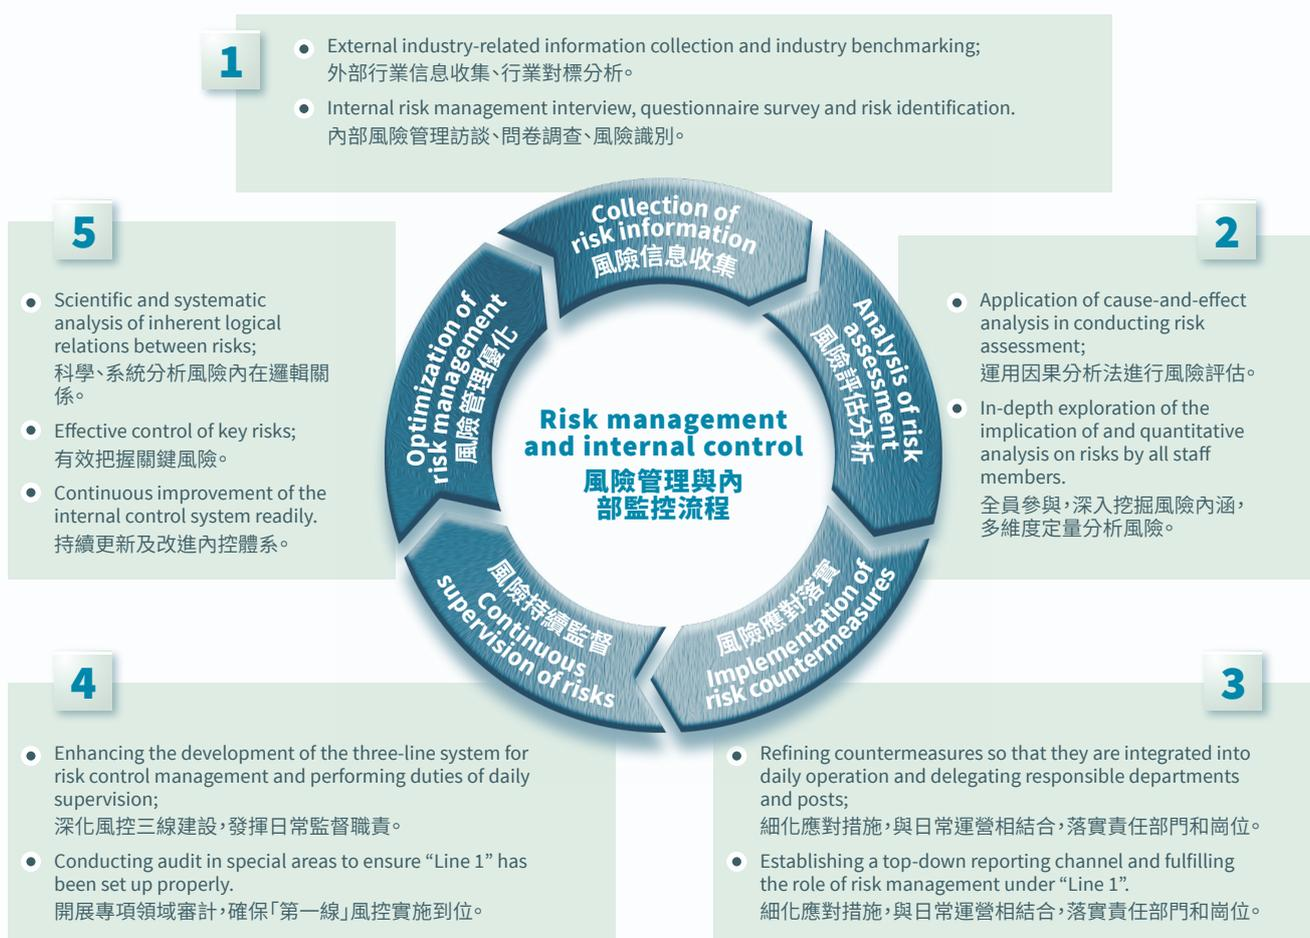 1
External industry-related information collection and industry benchmarking;
外部行業信息收集、行業對標分析。
Internal risk management interview, questionnaire survey and risk identification.
內部風險管理訪談、問卷調查、風險識別。
Collection of
risk information
風險信息收集
2
Application of cause-and-effect
analysis in conducting risk
assessment;
運用因果分析法進行風險評估。
In-depth exploration of the
implication of and quantitative
analysis on risks by all staff
members.
全員參與，深入挖掘風險內涵，
多維度定量分析風險。
Analysis of risk
assessment
風險評估分析
Risk management
and internal control
風險管理與內
部監控流程
3
Refining countermeasures so that they are integrated into
daily operation and delegating responsible departments
and posts;
細化應對措施，與日常運營相結合，落實責任部門和崗位。
Establishing a top-down reporting channel and fulfilling
the role of risk management under “Line 1”.
細化應對措施，與日常運營相結合，落實責任部門和崗位。
風險應對落實
Implementation of
risk countermeasures
4
Enhancing the development of the three-line system for
risk control management and performing duties of daily
supervision;
深化風控三線建設，發揮日常監督職責。
Conducting audit in special areas to ensure “Line 1” has
been set up properly.
開展專項領域審計，確保「第一線」風控實施到位。
風險持續監督
Continuous
supervision of risks
5
Scientific and systematic
analysis of inherent logical
relations between risks;
科學、系統分析風險內在邏輯關
係。
Effective control of key risks;
有效把握關鍵風險。
Continuous improvement of the
internal control system readily.
持續更新及改進內控體系。
Optimization of
risk management
風險管理優化